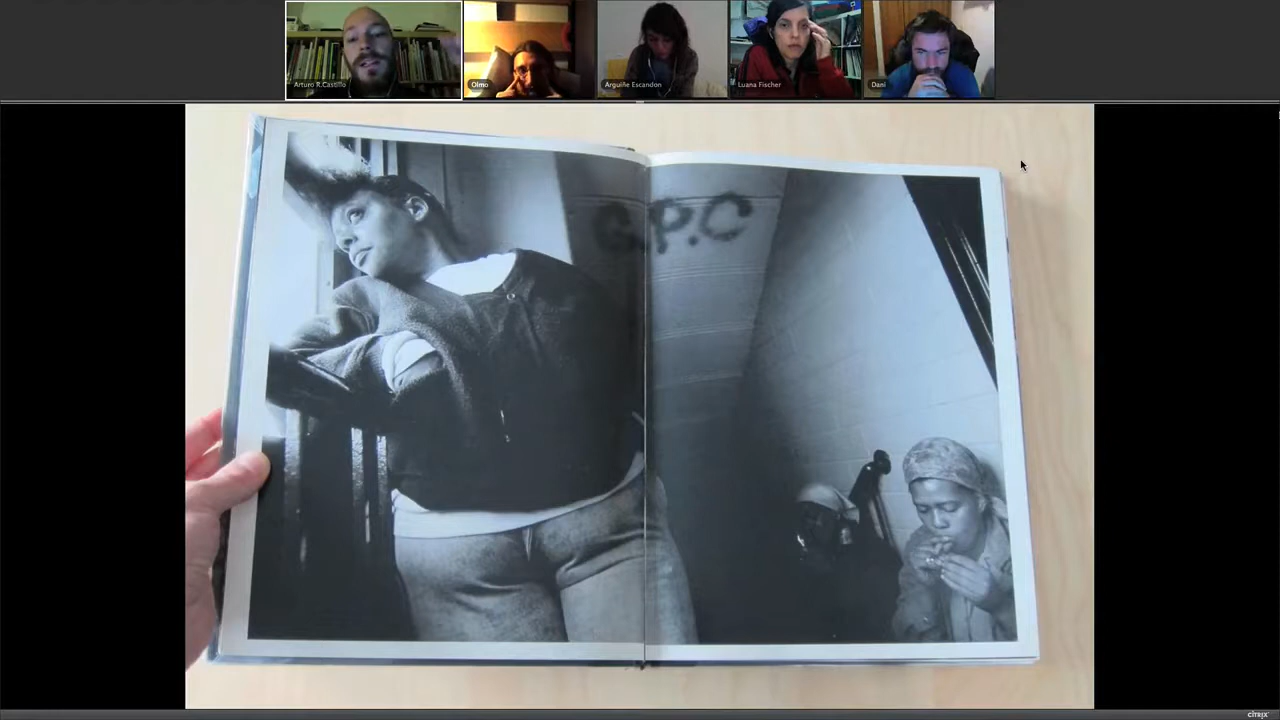 Arturo R.Castillo
Olmo
Arguiñe Escandon
Luana Fischer
Dani
G.P.C
CITRIX